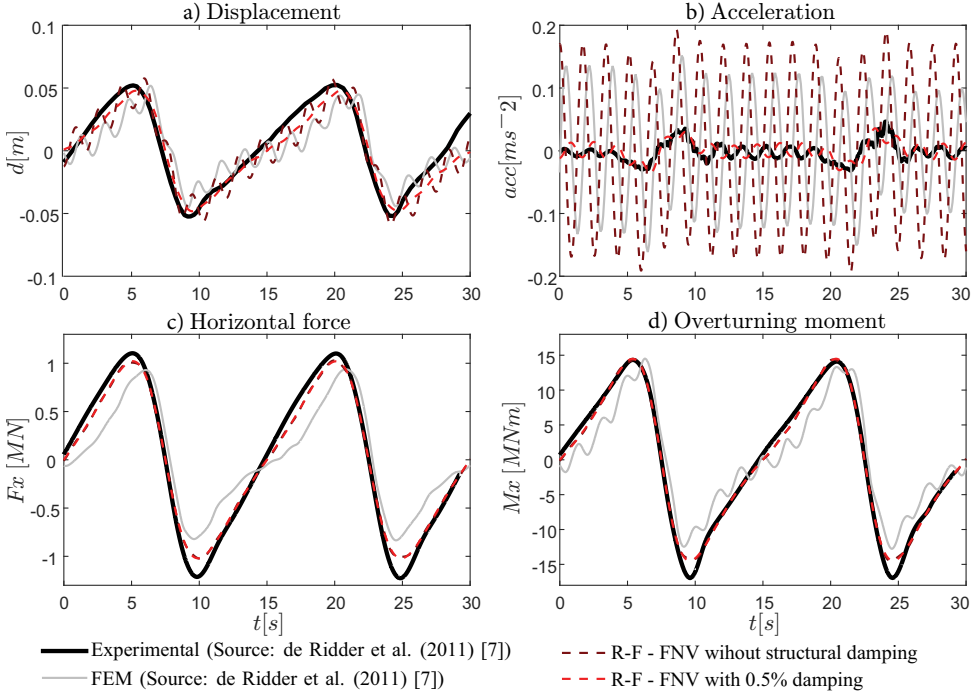 a) Displacement
b) Acceleration
0.1
0.05
0
-0.05
-0.1
d[m]
0 5 10 15 20 25 30
0.2
0.1
0
-0.1
-0.2
acc[ms^-2]
0 5 10 15 20 25 30
c) Horizontal force
d) Overturning moment
1
0.5
0
-0.5
-1
Fx [MN]
0 5 10 15 20 25 30
t[s]
15
10
5
0
-5
-10
-15
Mx [MNm]
0 5 10 15 20 25 30
t[s]
Experimental (Source: de Ridder et al. (2011) [7])
FEM (Source: de Ridder et al. (2011) [7])
R-F - FNV wihout structural damping
R-F - FNV with 0.5% damping